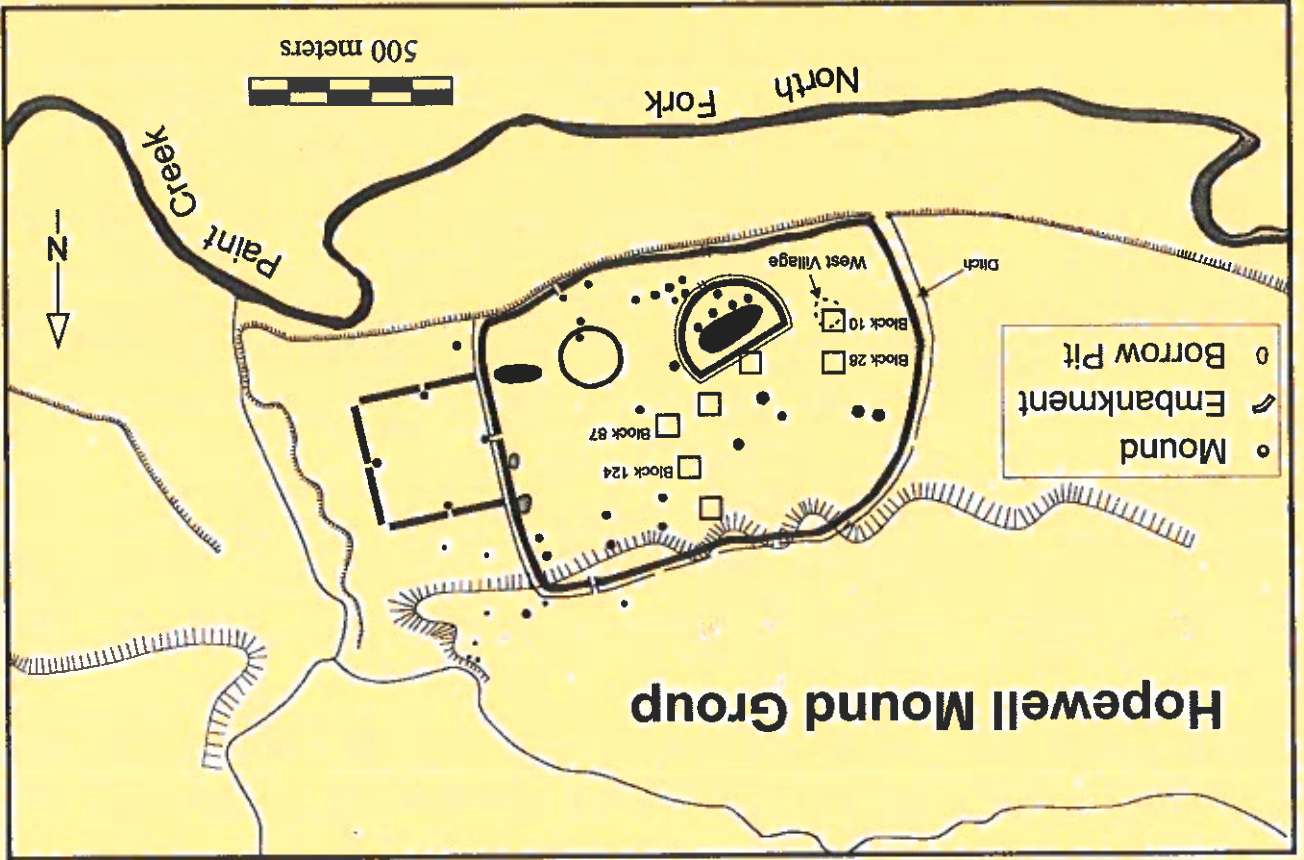 Hopewell Mound Group
Mound
Embankment
Borrow Pit
Block 124
Block 87
Block 28
Block 10
Ditch
West Village
N
Paint Creek
North Fork
500 meters